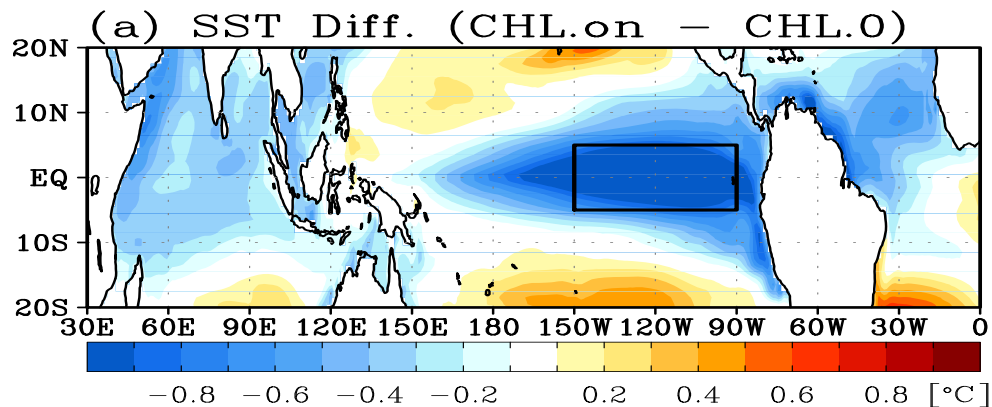 (a) SST Diff. (CHL.on − CHL.0)
20N
10N
EQ
10S
20S
30E 60E 90E 120E 150E 180 150W 120W 90W 60W 30W 0
−0.8 −0.6 −0.4 −0.2 0.2 0.4 0.6 0.8 [°C]